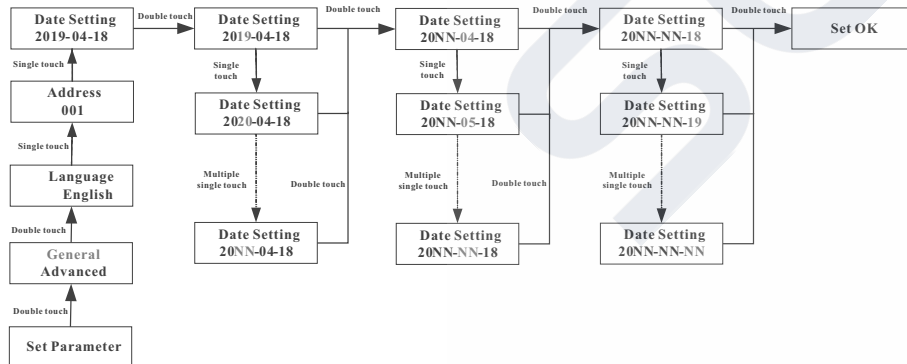 Double touch
Double touch
Double touch
Double touch
Date Setting
2019-04-18
Date Setting
2019-04-18
Date Setting
20NN-04-18
Date Setting
20NN-NN-18
Set OK
Single touch
Single
touch
Single
touch
Single
touch
Address
001
Date Setting
2020-04-18
Date Setting
20NN-05-18
Date Setting
20NN-NN-19
Single touch
Language
English
Multiple
single touch
Double touch
Multiple
single touch
Double touch
Multiple
single touch
Double touch
Date Setting
20NN-04-18
Date Setting
20NN-NN-18
Date Setting
20NN-NN-NN
General
Advanced
Double touch
Set Parameter